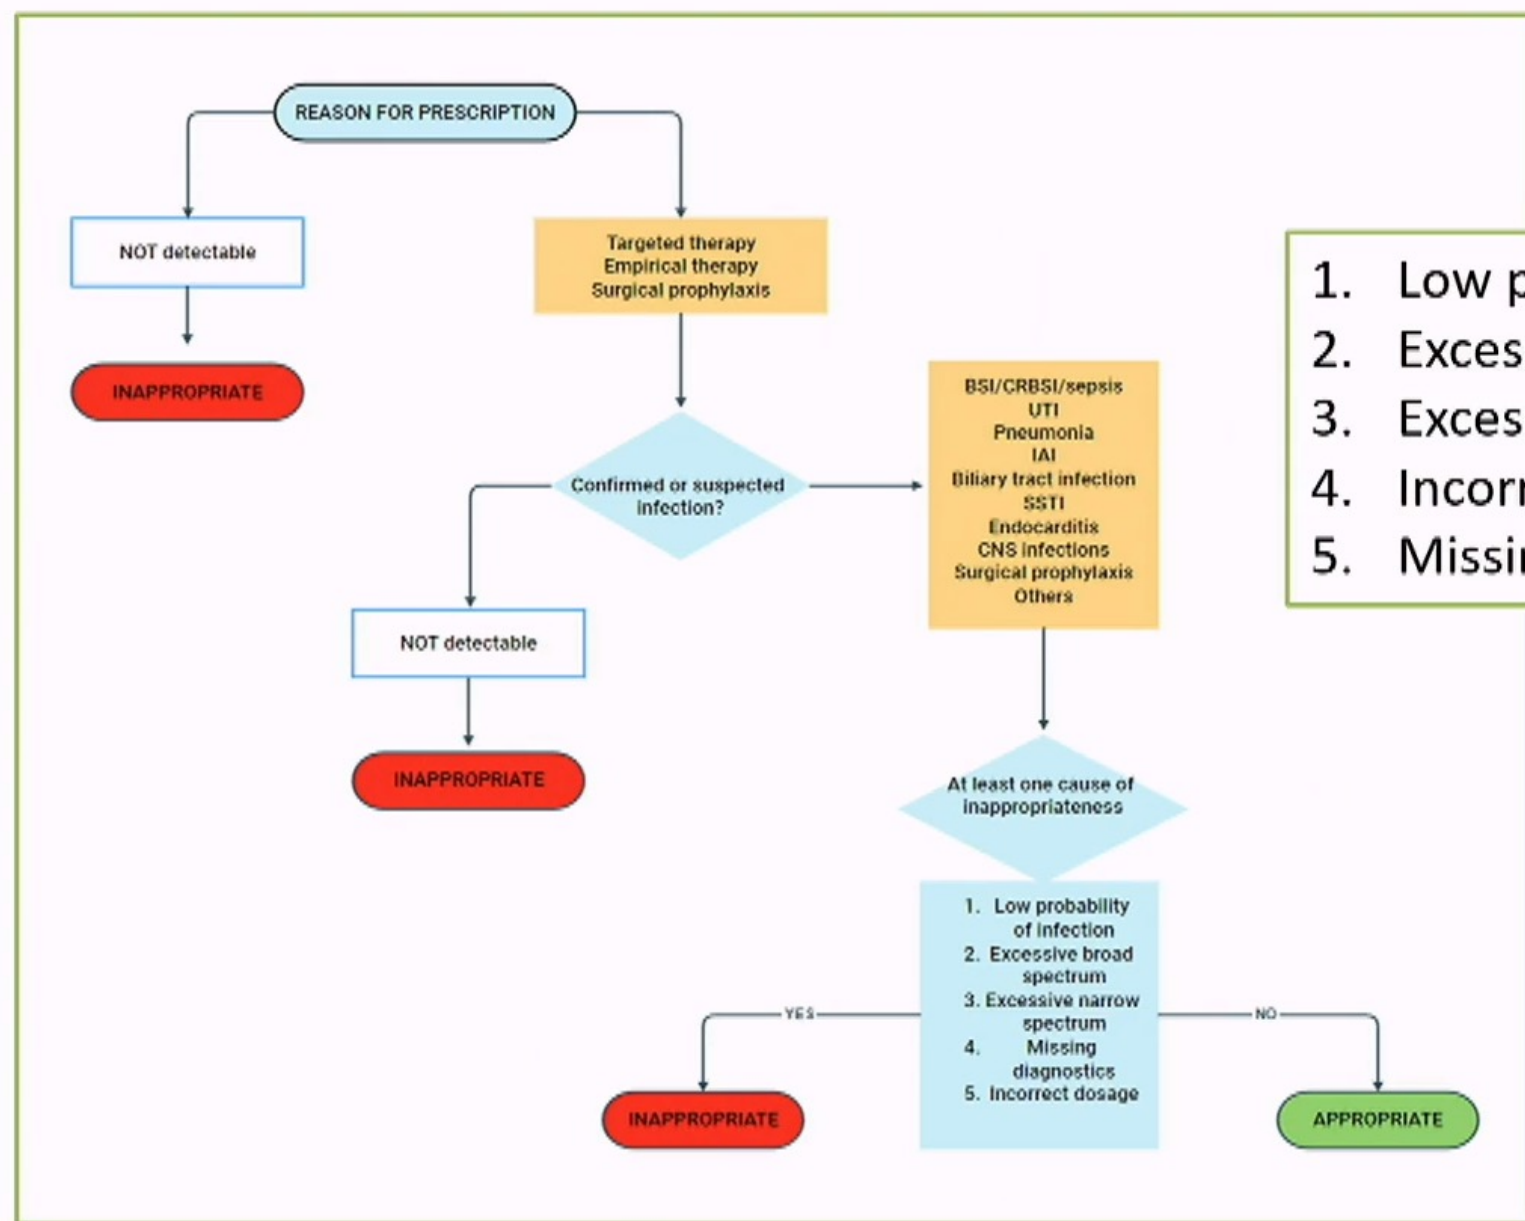 REASON FOR PRESCRIPTION
NOT detectable
INAPPROPRIATE
Targeted therapy
Empirical therapy
Surgical prophylaxis
Confirmed or suspected
infection?
NOT detectable
INAPPROPRIATE
BSI/CRBSI/sepsis
UTI
Pneumonia
IAI
Biliary tract infection
SSTI
Endocarditis
CNS infections
Surgical prophylaxis
Others
At least one cause of
inappropriateness
1. Low probability
of infection
2. Excessive broad
spectrum
3. Excessive narrow
spectrum
4. Missing
diagnostics
5. Incorrect dosage
YES
NO
INAPPROPRIATE
APPROPRIATE
1. Low
2. Exces
3. Exces
4. Incor
5. Missi